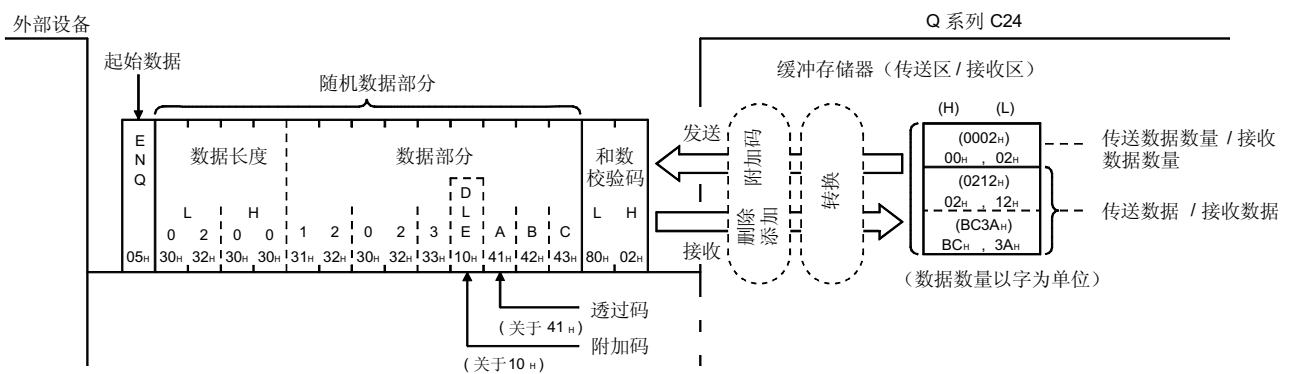 外部设备
Q 系列 C24
起始数据
随机数据部分
缓冲存储器（传送区 / 接收区）
ENQ
数据长度
数据部分
和数
校验码
发送
附加码
转换
(H) (L)
(0002H)
00H , 02H
传送数据数量 / 接收
数据数量
DLE
L H
L H
0 2 0 0 1 2 0 2 3 A B C
05H 30H 32H 30H 30H 31H 32H 30H 32H 33H 10H 41H 42H 43H 80H 02H
接收
删除
添加
(0212H)
02H , 12H
(BC3AH)
BCH , 3AH
传送数据 / 接收数据
（数据数量以字为单位）
透过码
( 关于 41 H)
附加码
( 关于10 H)